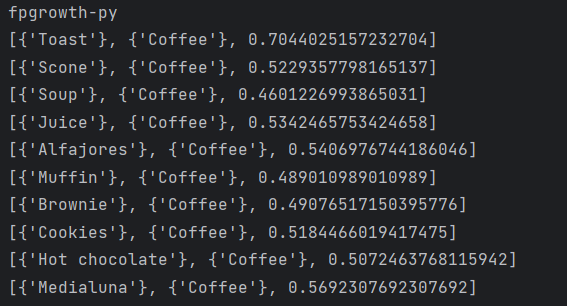 fpgrowth-py
[{'Toast'}, {'Coffee'}, 0.7044025157232704]
[{'Scone'}, {'Coffee'}, 0.5229357798165137]
[{'Soup'}, {'Coffee'}, 0.4601226993865031]
[{'Juice'}, {'Coffee'}, 0.5342465753424658]
[{'Alfajores'}, {'Coffee'}, 0.5406976744186046]
[{'Muffin'}, {'Coffee'}, 0.489010989010989]
[{'Brownie'}, {'Coffee'}, 0.49076517150395776]
[{'Cookies'}, {'Coffee'}, 0.5184466019417475]
[{'Hot chocolate'}, {'Coffee'}, 0.5072463768115942]
[{'Medialuna'}, {'Coffee'}, 0.5692307692307692]